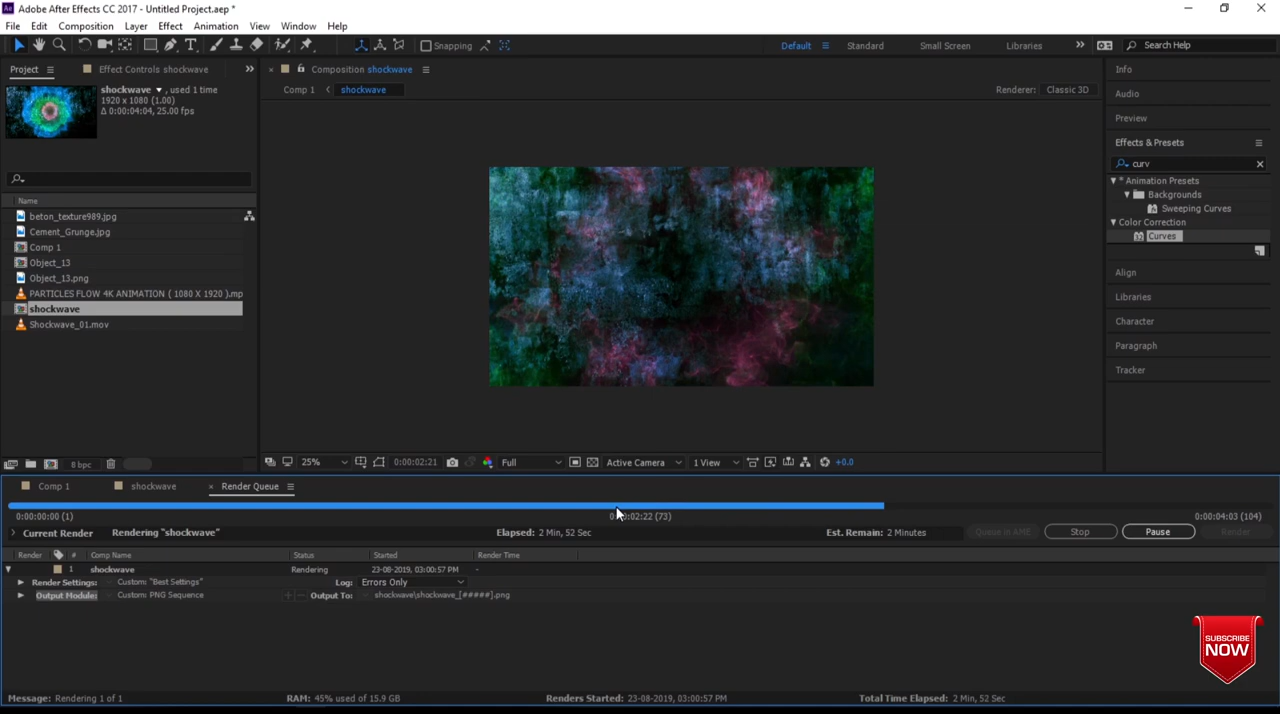 Adobe After Effects CC 2017 - Untitled Project.aep *
File Edit Composition Layer Effect Animation View Window Help
Snapping Default Standard Small Screen Libraries Search Help
Project Effect Controls shockwave
shockwave , used 1 time
1920 x 1080 (1.00)
Δ 0:00:04:04, 25.00 fps
Name
beton_texture989.jpg
Cement_Grunge.jpg
Comp 1
Object_13
Object_13.png
PARTICLES FLOW 4K ANIMATION ( 1080 X 1920 ).mp
shockwave
Shockwave_01.mov
8 bpc
Composition shockwave
Comp 1 shockwave Renderer: Classic 3D
25% 0:00:02:21 Full Active Camera 1 View +0.0
Info
Audio
Preview
Effects & Presets
curv
* Animation Presets
Backgrounds
Sweeping Curves
Color Correction
Curves
Align
Libraries
Character
Paragraph
Tracker
Comp 1 shockwave Render Queue
0:00:00:00 (1) :02:22 (73) 0:00:04:03 (104)
Current Render Rendering "shockwave" Elapsed: 2 Min, 52 Sec Est. Remain: 2 Minutes Queue in AME Stop Pause Render
Render # Comp Name Status Started Render Time
1 shockwave Rendering 23-08-2019, 03:00:57 PM -
Render Settings: Custom: "Best Settings" Log: Errors Only
Output Module: Custom: PNG Sequence Output To: shockwave\shockwave_[#####].png
SUBSCRIBE
NOW
Message: Rendering 1 of 1 RAM: 45% used of 15.9 GB Renders Started: 23-08-2019, 03:00:57 PM Total Time Elapsed: 2 Min, 52 Sec